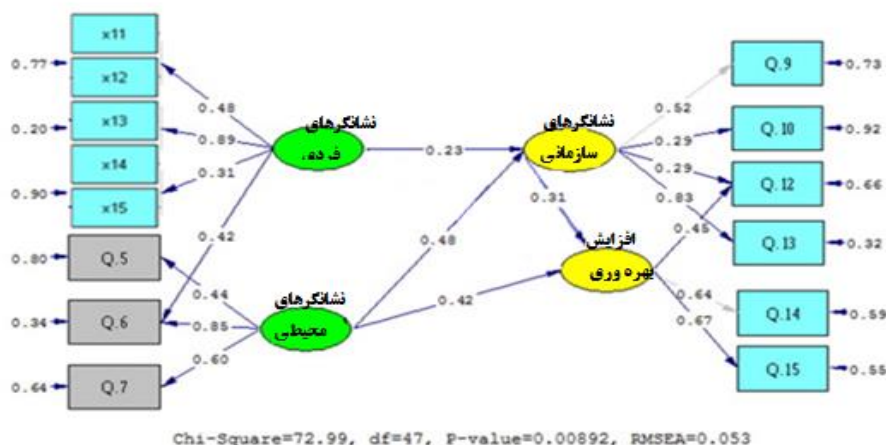 x11
x12
x13
x14
x15
Q.5
Q.6
Q.7
0.77
0.20
0.90
0.80
0.34
0.64
0.48
0.89
0.31
0.42
0.44
0.85
0.60
نشانگرهای
فردی
نشانگرهای
محیطی
0.23
0.48
0.42
نشانگرهای
سازمانی
0.31
افزایش
بهره وری
0.52
0.29
0.29
0.83
0.45
0.64
0.67
Q.9
Q.10
Q.12
Q.13
Q.14
Q.15
0.73
0.92
0.66
0.32
0.59
0.55
Chi-Square=72.99, df=47, P-value=0.00892, RMSEA=0.053